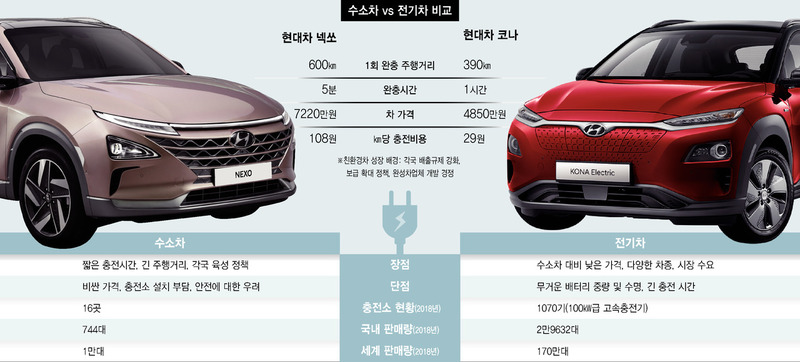 수소차 vs 전기차 비교
현대차 넥쏘 현대차 코나
600㎞ 1회 완충 주행거리 390㎞
5분 완충시간 1시간
7220만원 차 가격 4850만원
108원 ㎞당 충전비용 29원
※친환경차 성장 배경: 각국 배출규제 강화,
보급 확대 정책, 완성차업체 개발 경쟁
NEXO
KONA Electric
수소차 전기차
짧은 충전시간, 긴 주행거리, 각국 육성 정책 장점 수소차 대비 낮은 가격, 다양한 차종, 시장 수요
비싼 가격, 충전소 설치 부담, 안전에 대한 우려 단점 무거운 배터리 중량 및 수명, 긴 충전 시간
16곳 충전소 현황(2018년) 1070기(100㎾급 고속충전기)
744대 국내 판매량(2018년) 2만9632대
1만대 세계 판매량(2018년) 170만대